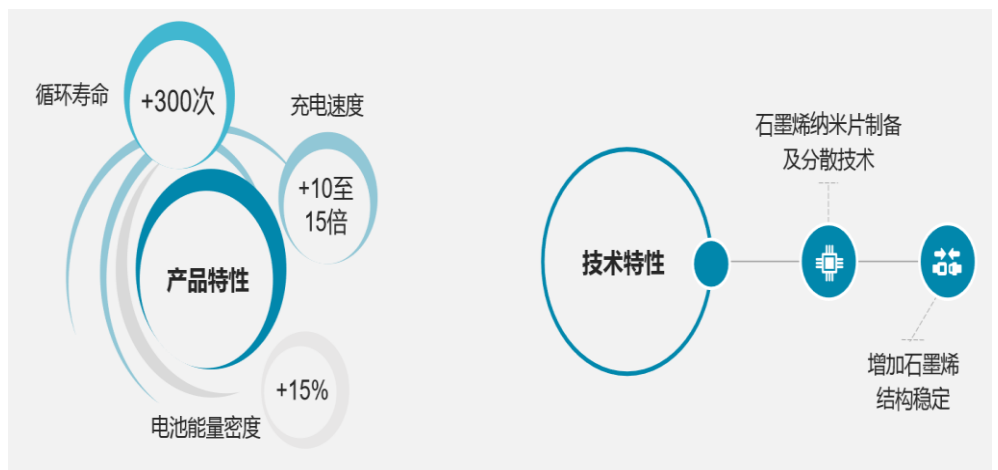 循环寿命
+300次
充电速度
+10至
15倍
产品特性
+15%
电池能量密度
石墨烯纳米片制备
及分散技术
技术特性
增加石墨烯
结构稳定